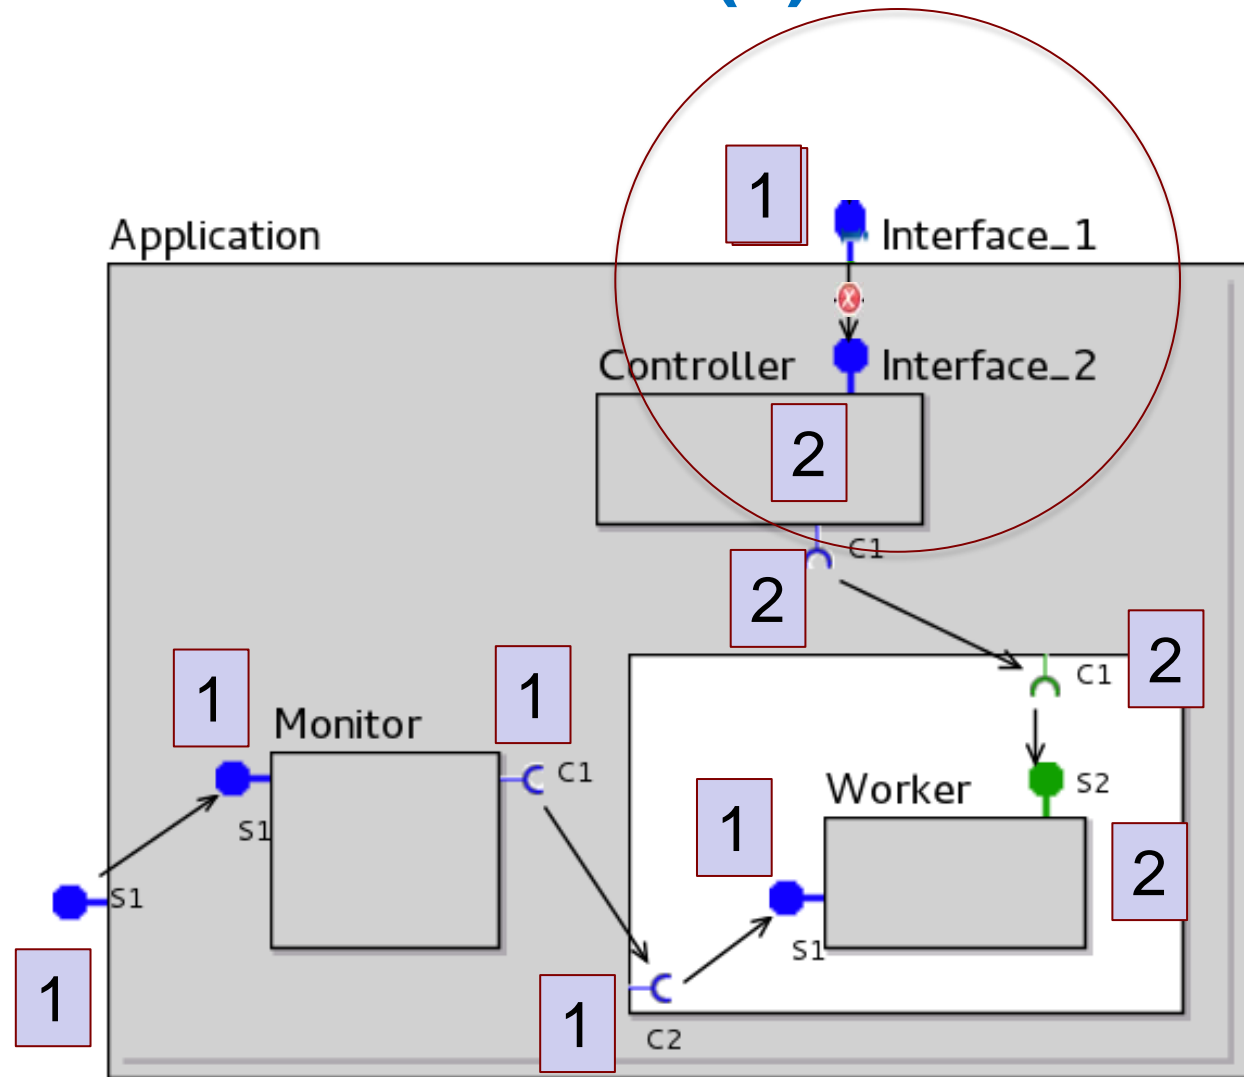 1
Application
Interface_1
X
Controller
Interface_2
2
C1
2
2
C1
1
1
Monitor
C1
S2
Worker
1
S1
2
S1
S1
1
1
C2